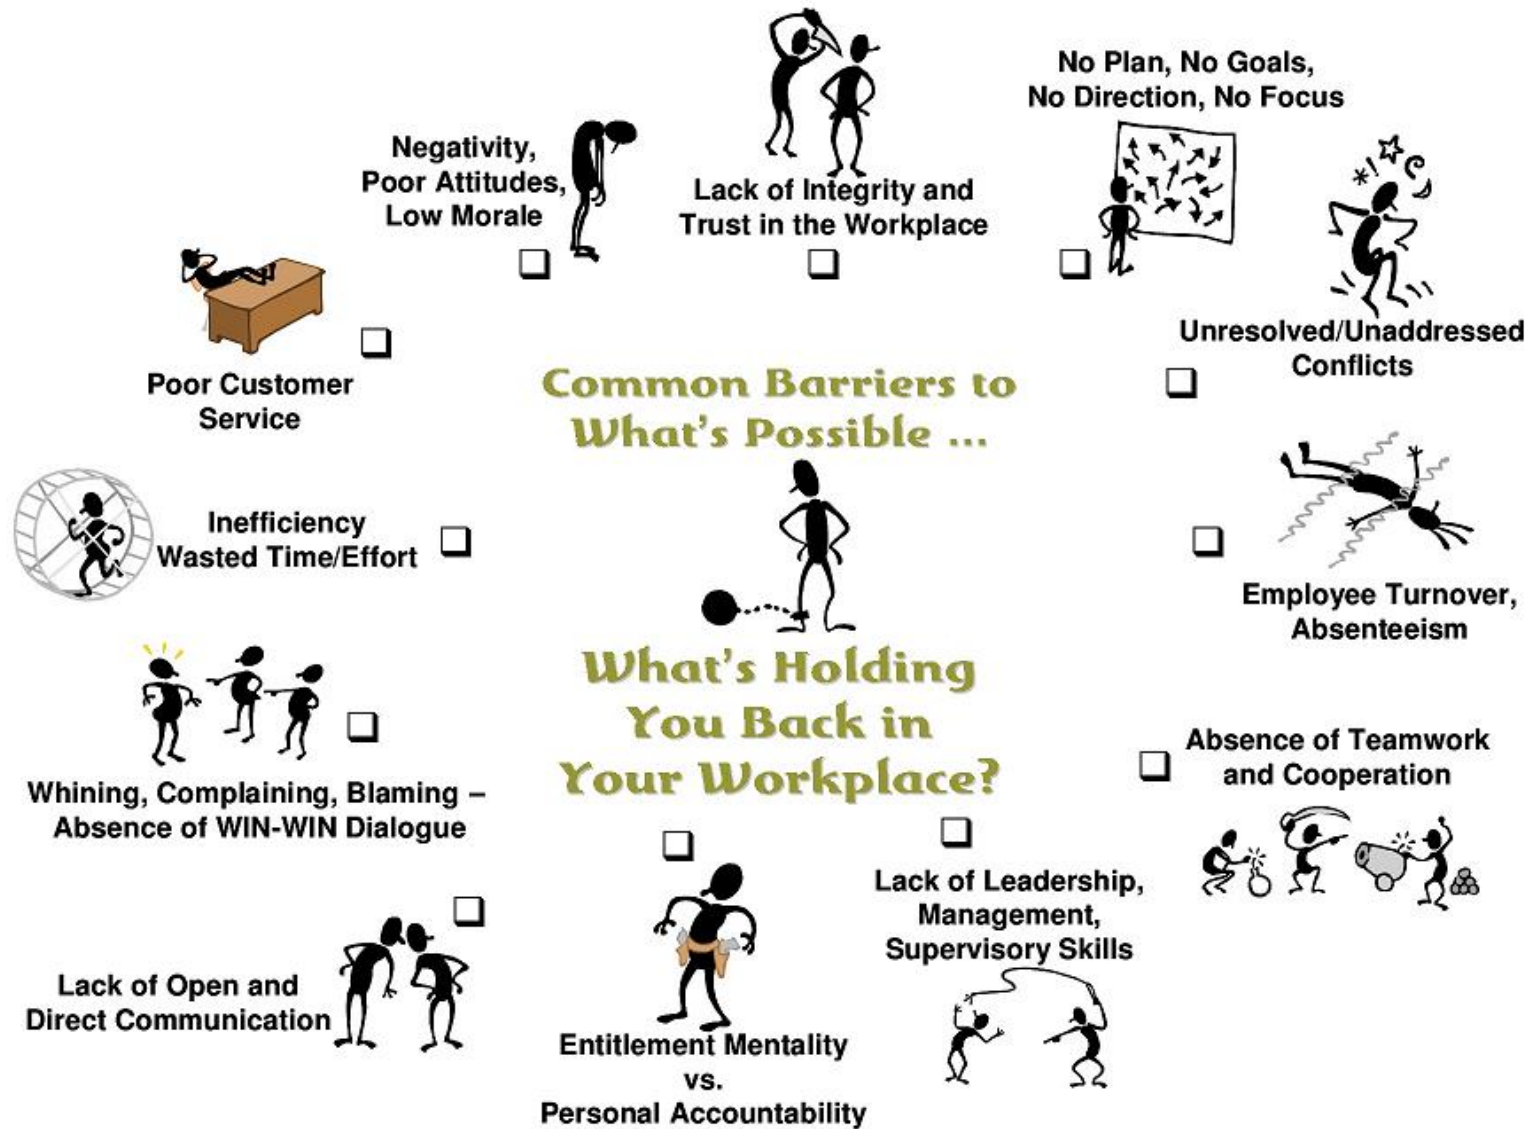 No Plan, No Goals,
No Direction, No Focus
Negativity,
Poor Attitudes,
Low Morale
Lack of Integrity and
Trust in the Workplace
Unresolved/Unaddressed
Conflicts
Poor Customer
Service
Common Barriers to
What's Possible ...
Inefficiency
Wasted Time/Effort
Employee Turnover,
Absenteeism
What's Holding
You Back in
Your Workplace?
Absence of Teamwork
and Cooperation
Whining, Complaining, Blaming –
Absence of WIN-WIN Dialogue
Lack of Leadership,
Management,
Supervisory Skills
Lack of Open and
Direct Communication
Entitlement Mentality
vs.
Personal Accountability